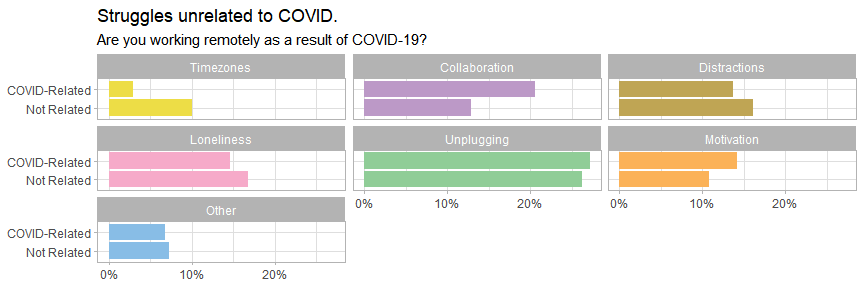 Struggles unrelated to COVID.
Are you working remotely as a result of COVID-19?
Timezones Collaboration Distractions
COVID-Related
Not Related
Loneliness Unplugging Motivation
COVID-Related
Not Related
0% 10% 20% 0% 10% 20%
Other
COVID-Related
Not Related
0% 10% 20%